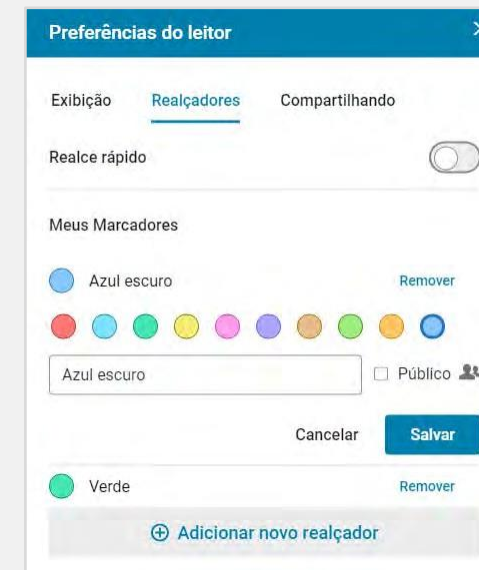 Preferências do leitor
Exibição Realçadores Compartilhando
Realce rápido
Meus Marcadores
Azul escuro Remover
Azul escuro Público
Cancelar Salvar
Verde Remover
Adicionar novo realçador